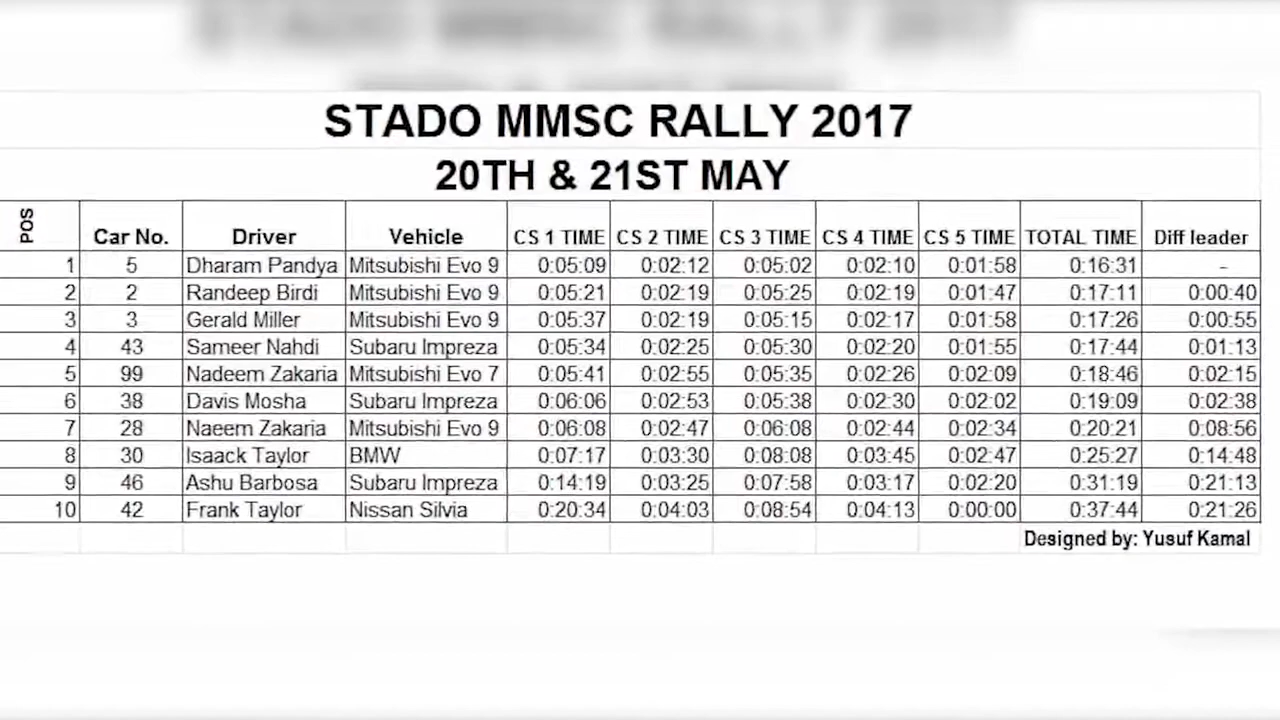 STADO MMSC RALLY 2017
20TH & 21ST MAY
POS Car No. Driver Vehicle CS 1 TIME CS 2 TIME CS 3 TIME CS 4 TIME CS 5 TIME TOTAL TIME Diff leader
1 5 Dharam Pandya Mitsubishi Evo 9 0:05:09 0:02:12 0:05:02 0:02:10 0:01:58 0:16:31 -
2 2 Randeep Birdi Mitsubishi Evo 9 0:05:21 0:02:19 0:05:25 0:02:19 0:01:47 0:17:11 0:00:40
3 3 Gerald Miller Mitsubishi Evo 9 0:05:37 0:02:19 0:05:15 0:02:17 0:01:58 0:17:26 0:00:55
4 43 Sameer Nahdi Subaru Impreza 0:05:34 0:02:25 0:05:30 0:02:20 0:01:55 0:17:44 0:01:13
5 99 Nadeem Zakaria Mitsubishi Evo 7 0:05:41 0:02:55 0:05:35 0:02:26 0:02:09 0:18:46 0:02:15
6 38 Davis Mosha Subaru Impreza 0:06:06 0:02:53 0:05:38 0:02:30 0:02:02 0:19:09 0:02:38
7 28 Naeem Zakaria Mitsubishi Evo 9 0:06:08 0:02:47 0:06:08 0:02:44 0:02:34 0:20:21 0:08:56
8 30 Isaack Taylor BMW 0:07:17 0:03:30 0:08:08 0:03:45 0:02:47 0:25:27 0:14:48
9 46 Ashu Barbosa Subaru Impreza 0:14:19 0:03:25 0:07:58 0:03:17 0:02:20 0:31:19 0:21:13
10 42 Frank Taylor Nissan Silvia 0:20:34 0:04:03 0:08:54 0:04:13 0:00:00 0:37:44 0:21:26
Designed by: Yusuf Kamal